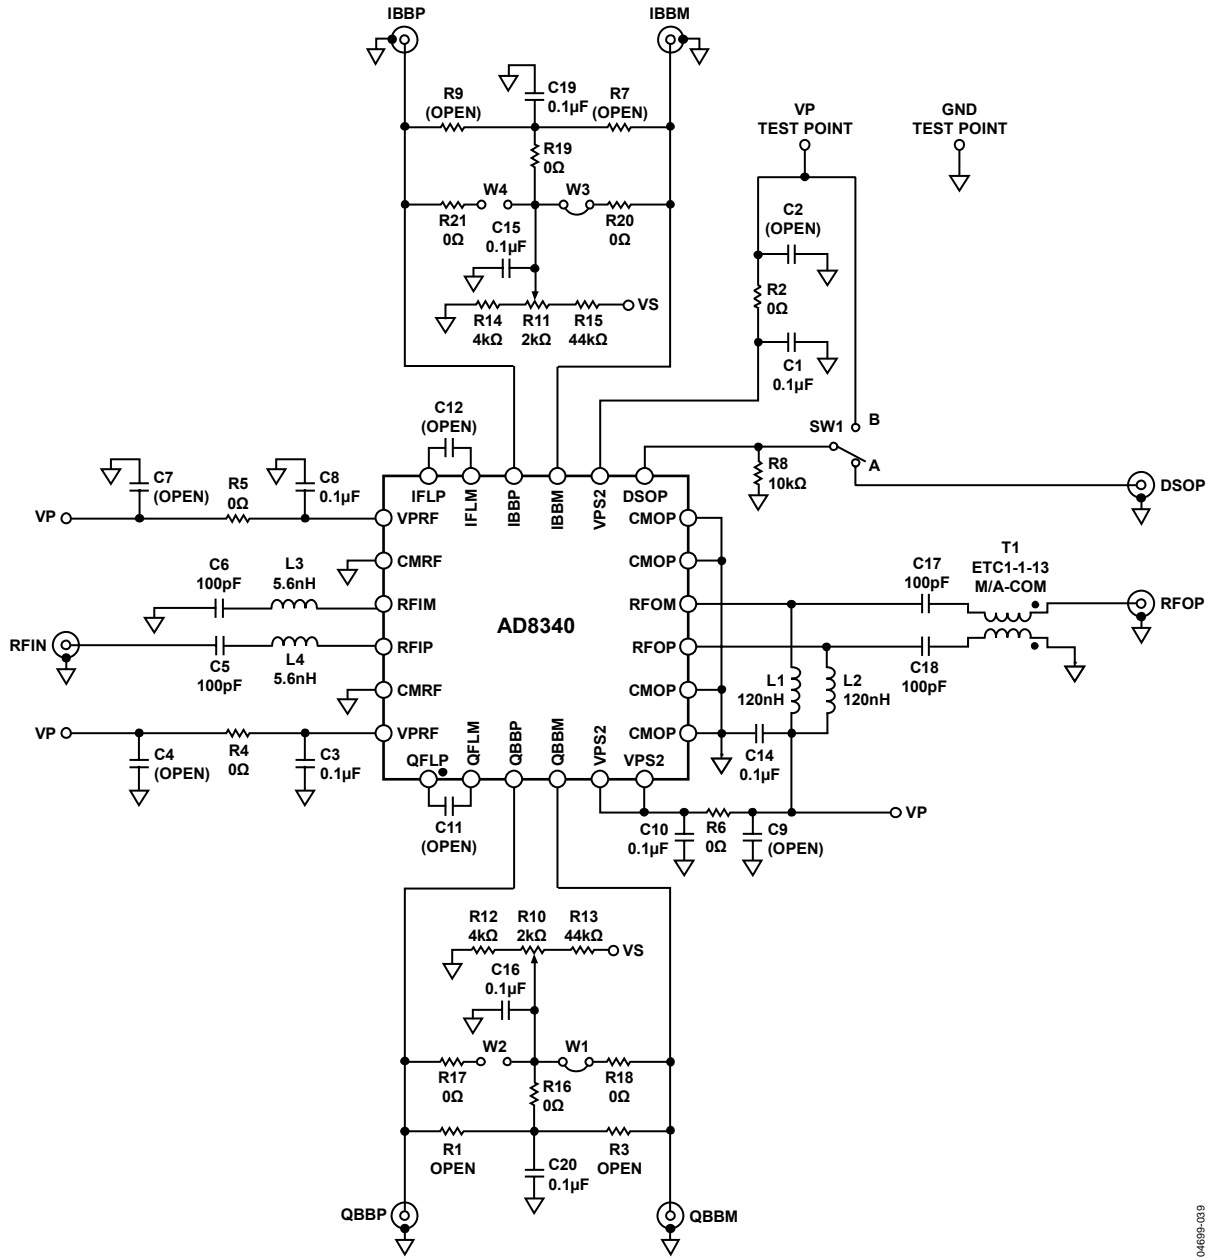 IBBP
IBBM
R9
(OPEN)
C19
0.1µF
R7
(OPEN)
VP
TEST POINT
GND
TEST POINT
R19
0Ω
W4
W3
R21
0Ω
C15
0.1µF
R20
0Ω
C2
(OPEN)
R2
0Ω
R14
4kΩ
R11
2kΩ
R15
44kΩ
VS
C1
0.1µF
C12
(OPEN)
SW1
B
A
R8
10kΩ
DSOP
C7
(OPEN)
R5
0Ω
C8
0.1µF
VP
IFLP
IFLM
IBBP
IBBM
VPS2
DSOP
VPRF
CMOP
CMRF
CMOP
C6
100pF
L3
5.6nH
RFIM
RFOM
C17
100pF
T1
ETC1-1-13
M/A-COM
RFOP
AD8340
RFIN
C5
100pF
L4
5.6nH
RFIP
RFOP
C18
100pF
CMRF
CMOP
L1
120nH
L2
120nH
VP
C4
(OPEN)
R4
0Ω
C3
0.1µF
VPRF
CMOP
C14
0.1µF
QFLP
QFLM
QBBP
QBBM
VPS2
VPS2
C11
(OPEN)
C10
0.1µF
R6
0Ω
C9
(OPEN)
VP
R12
4kΩ
R10
2kΩ
R13
44kΩ
VS
C16
0.1µF
W2
W1
R17
0Ω
R16
0Ω
R18
0Ω
R1
OPEN
C20
0.1µF
R3
OPEN
QBBP
QBBM
04699-039